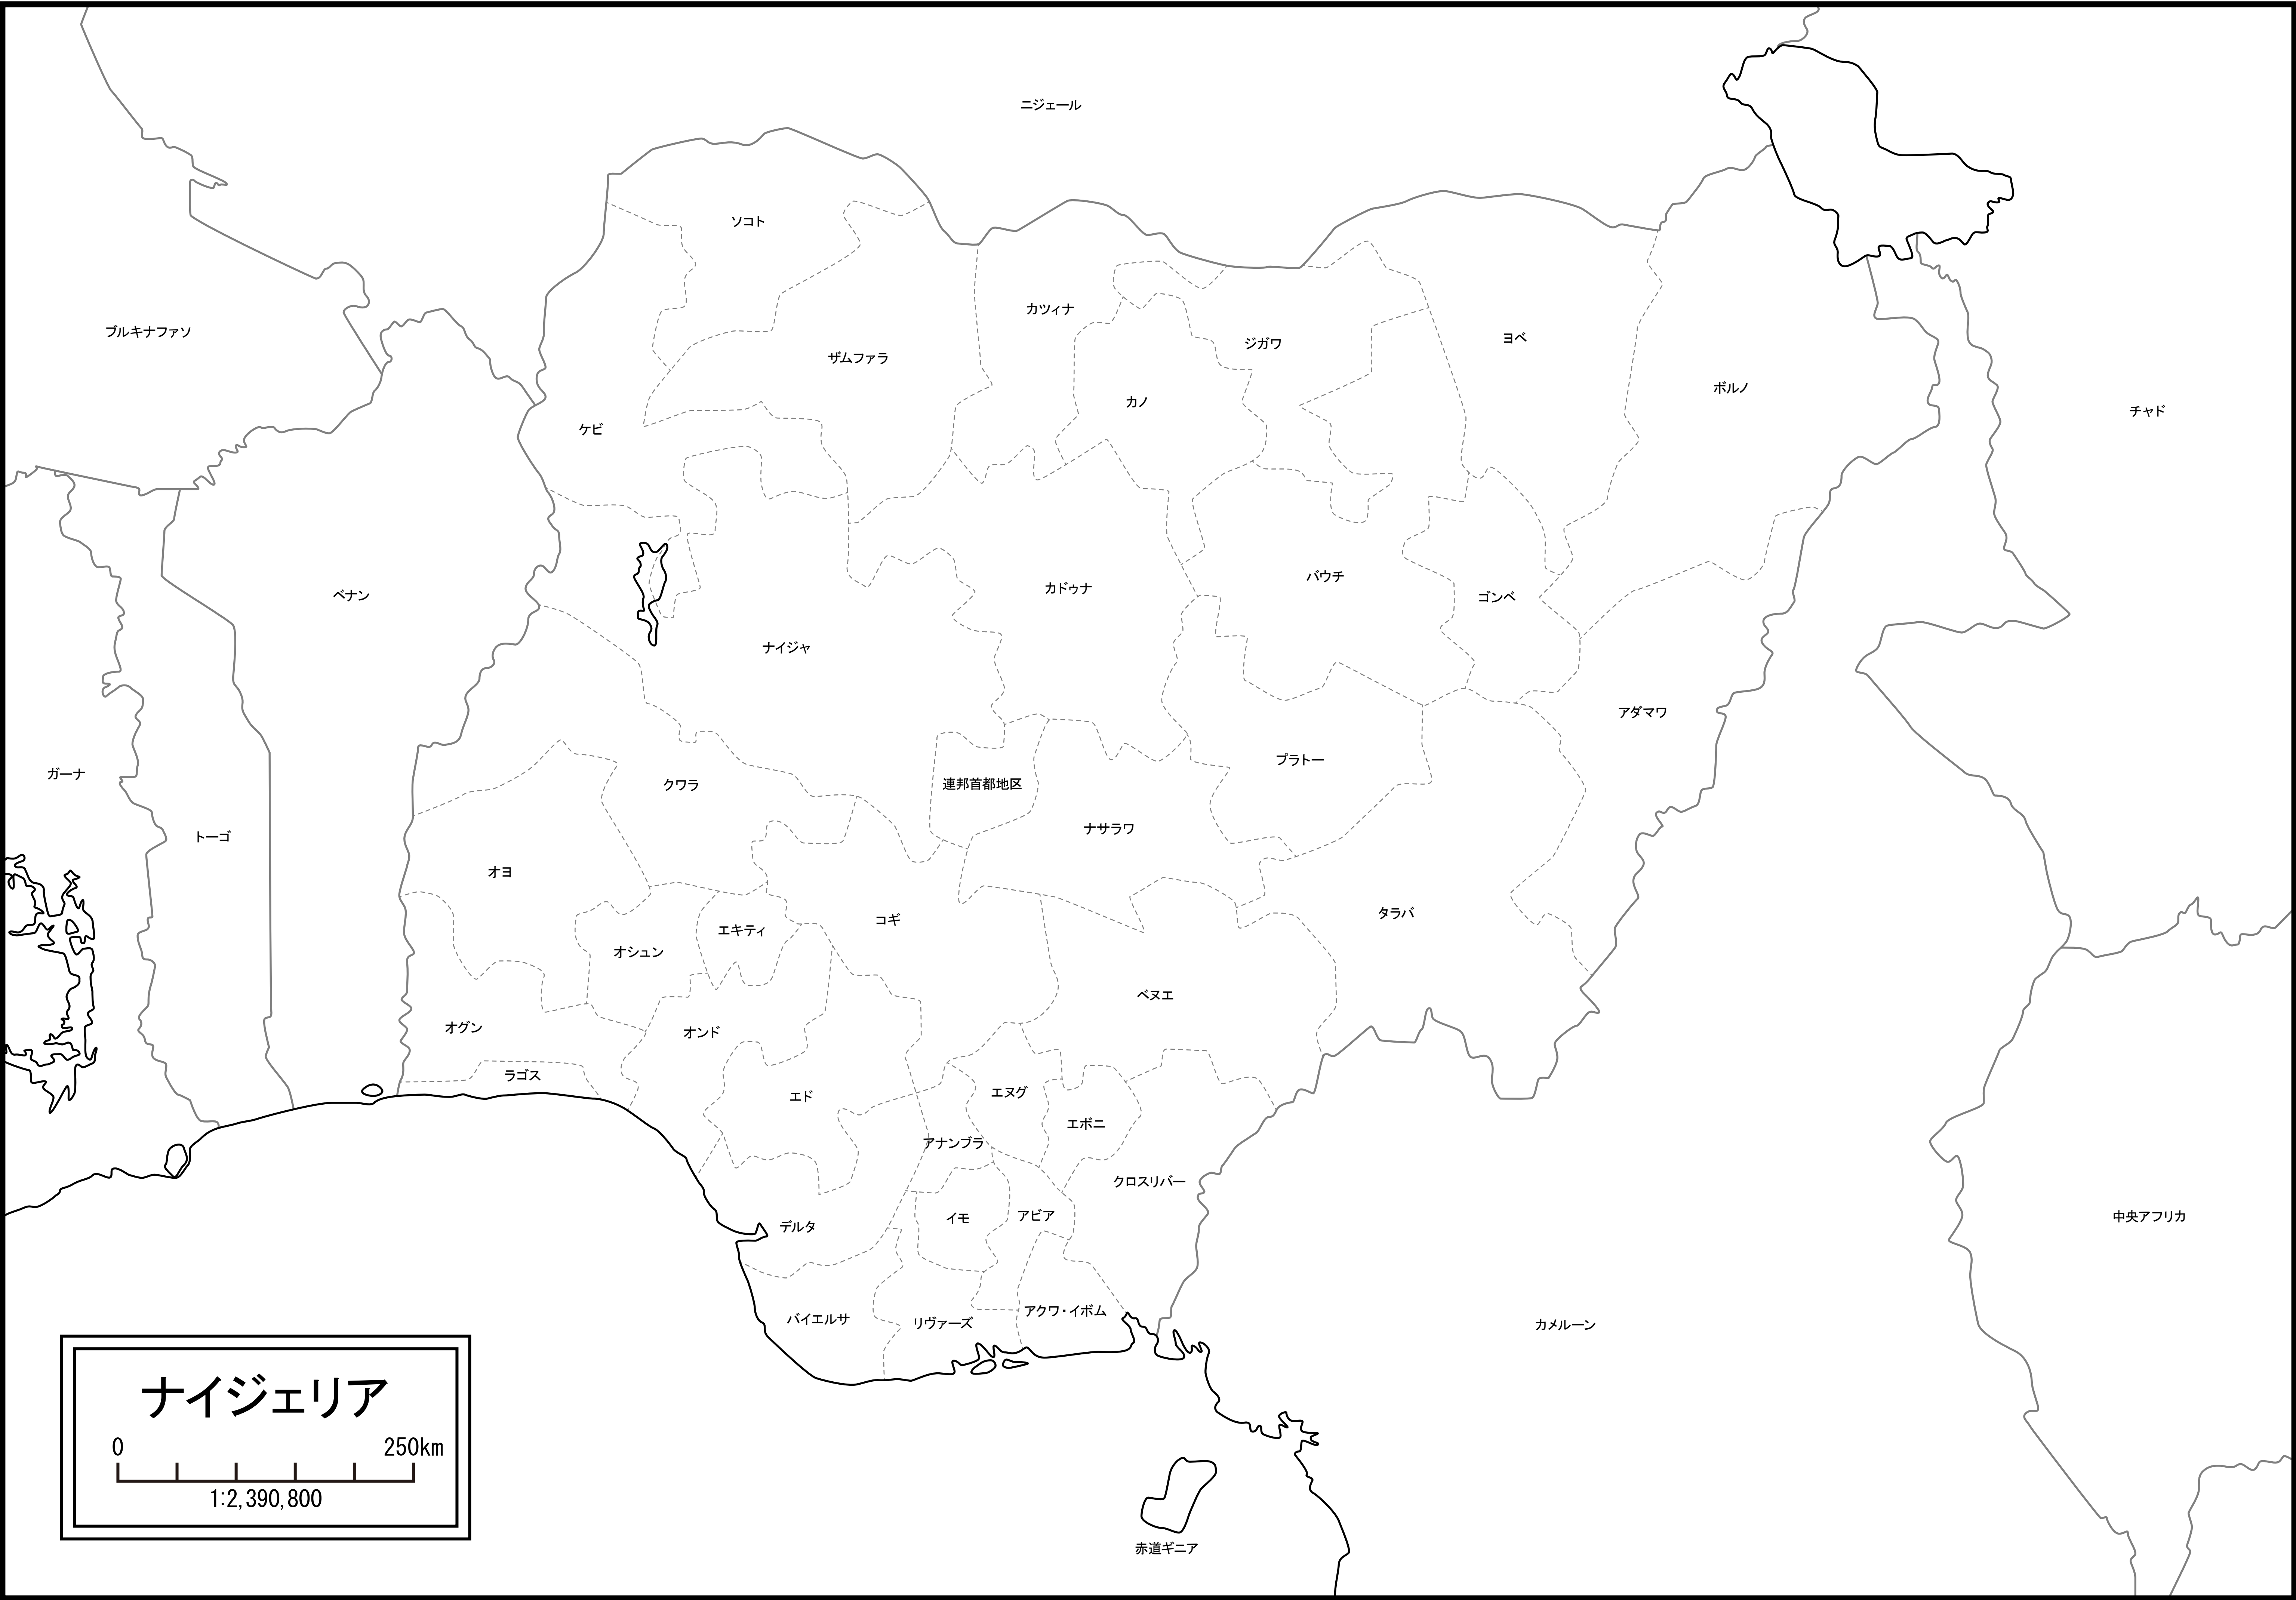 ニジェール
ソコト
カツィナ
ブルキナファソ
ヨベ
ジガワ
ザムファラ
ボルノ
カノ
チャド
ケビ
バウチ
カドゥナ
ベナン
ゴンベ
ナイジャ
アダマワ
プラトー
ガーナ
クワラ
連邦首都地区
ナサラワ
トーゴ
オヨ
タラバ
コギ
エキティ
オシュン
ベヌエ
オグン
オンド
ラゴス
エヌグ
エド
エボニ
アナンブラ
クロスリバー
アビア
中央アフリカ
イモ
デルタ
アクワ・イボム
バイエルサ
リヴァーズ
カメルーン
ナイジェリア
0 250km
1:2,390,800
赤道ギニア